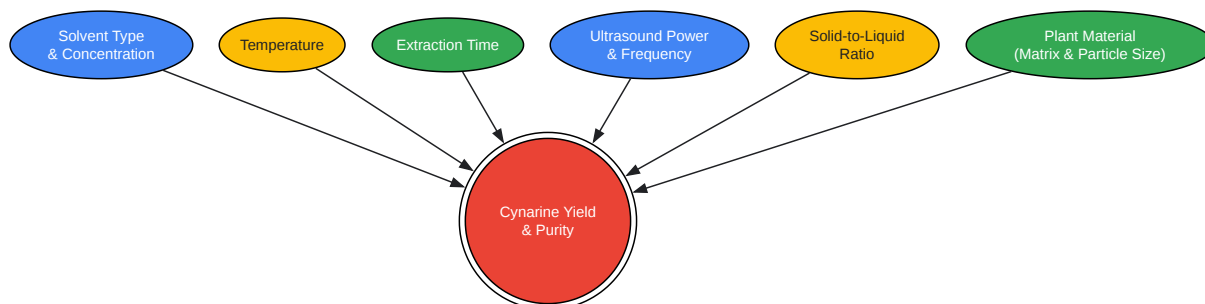 Solvent Type
& Concentration
Temperature
Extraction Time
Ultrasound Power
& Frequency
Solid-to-Liquid
Ratio
Plant Material
(Matrix & Particle Size)
Cynarine Yield
& Purity